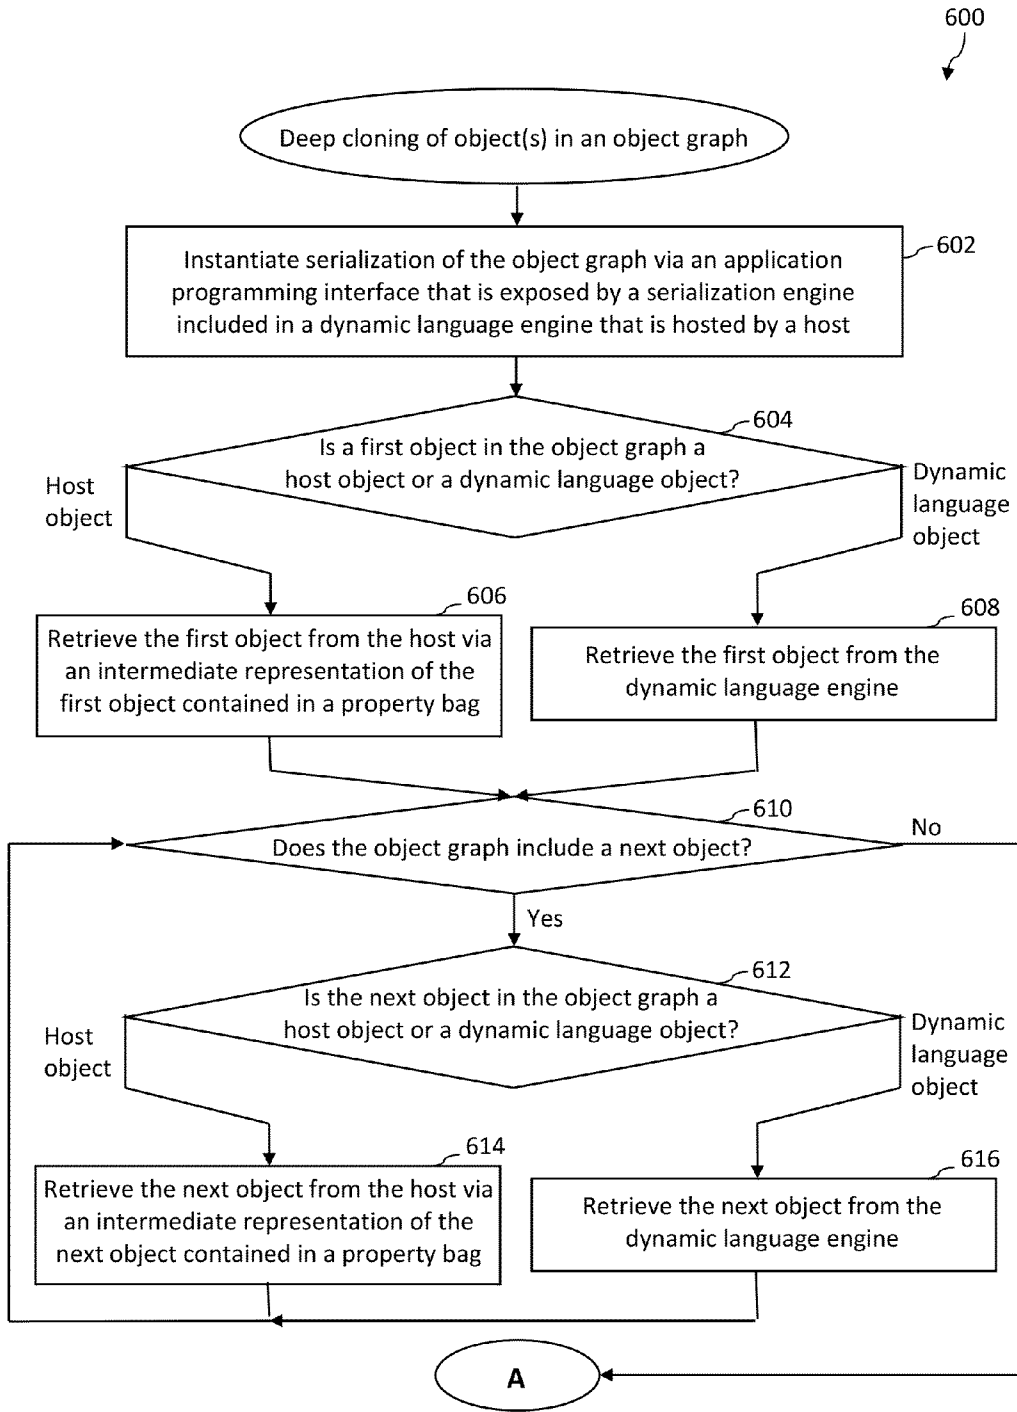 600
Deep cloning of object(s) in an object graph
602
Instantiate serialization of the object graph via an application
programming interface that is exposed by a serialization engine
included in a dynamic language engine that is hosted by a host
604
Is a first object in the object graph a
host object or a dynamic language object?
Host
object
Dynamic
language
object
606
Retrieve the first object from the host via
an intermediate representation of the
first object contained in a property bag
608
Retrieve the first object from the
dynamic language engine
610
Does the object graph include a next object?
No
Yes
612
Is the next object in the object graph a
host object or a dynamic language object?
Host
object
Dynamic
language
object
614
Retrieve the next object from the host via
an intermediate representation of the
next object contained in a property bag
616
Retrieve the next object from the
dynamic language engine
A